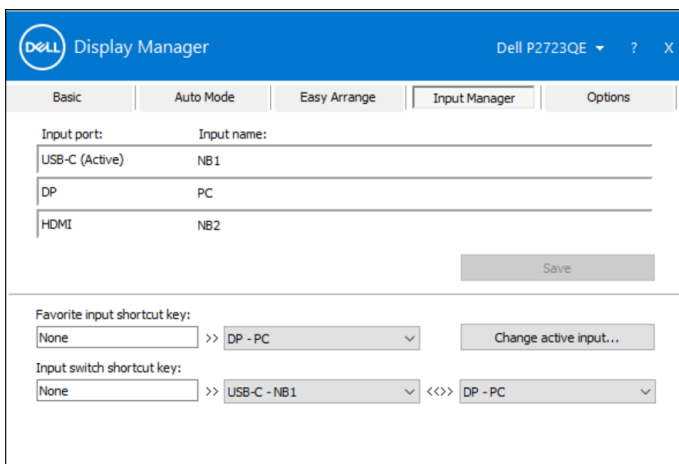 DELL Display Manager Dell P2723QE ? X
Basic Auto Mode Easy Arrange Input Manager Options
Input port: Input name:
USB-C (Active) NB1
DP PC
HDMI NB2
Save
Favorite input shortcut key:
None >> DP - PC Change active input...
Input switch shortcut key:
None >> USB-C - NB1 <<>> DP - PC